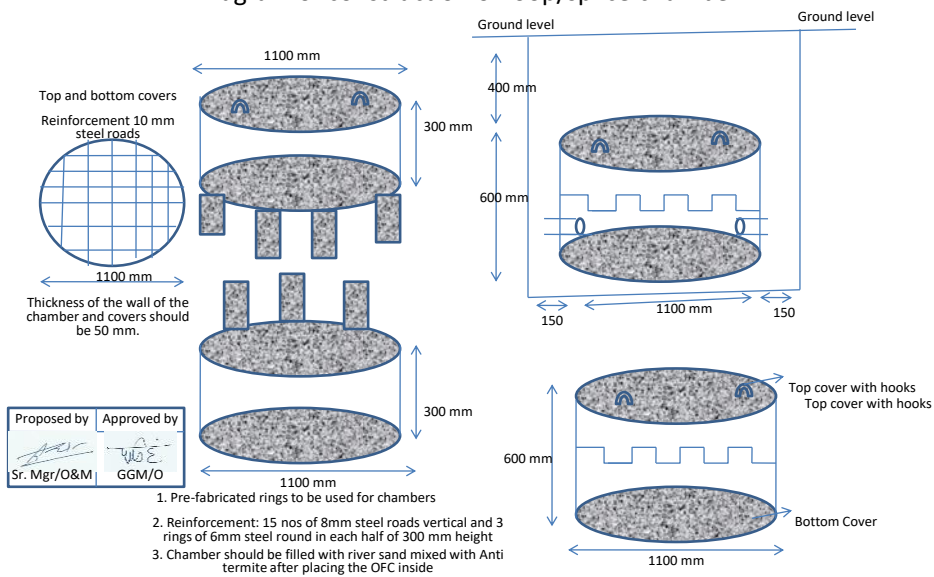 Ground level
Ground level
1100 mm
Top and bottom covers
Reinforcement 10 mm
steel roads
300 mm
400 mm
600 mm
1100 mm
Thickness of the wall of the
chamber and covers should
be 50 mm.
150
1100 mm
150
300 mm
Top cover with hooks
Top cover with hooks
600 mm
Proposed by
Approved by
Sr. Mgr/O&M
GGM/O
1100 mm
1. Pre-fabricated rings to be used for chambers
2. Reinforcement: 15 nos of 8mm steel roads vertical and 3
rings of 6mm steel round in each half of 300 mm height
3. Chamber should be filled with river sand mixed with Anti
termite after placing the OFC inside
Bottom Cover
1100 mm